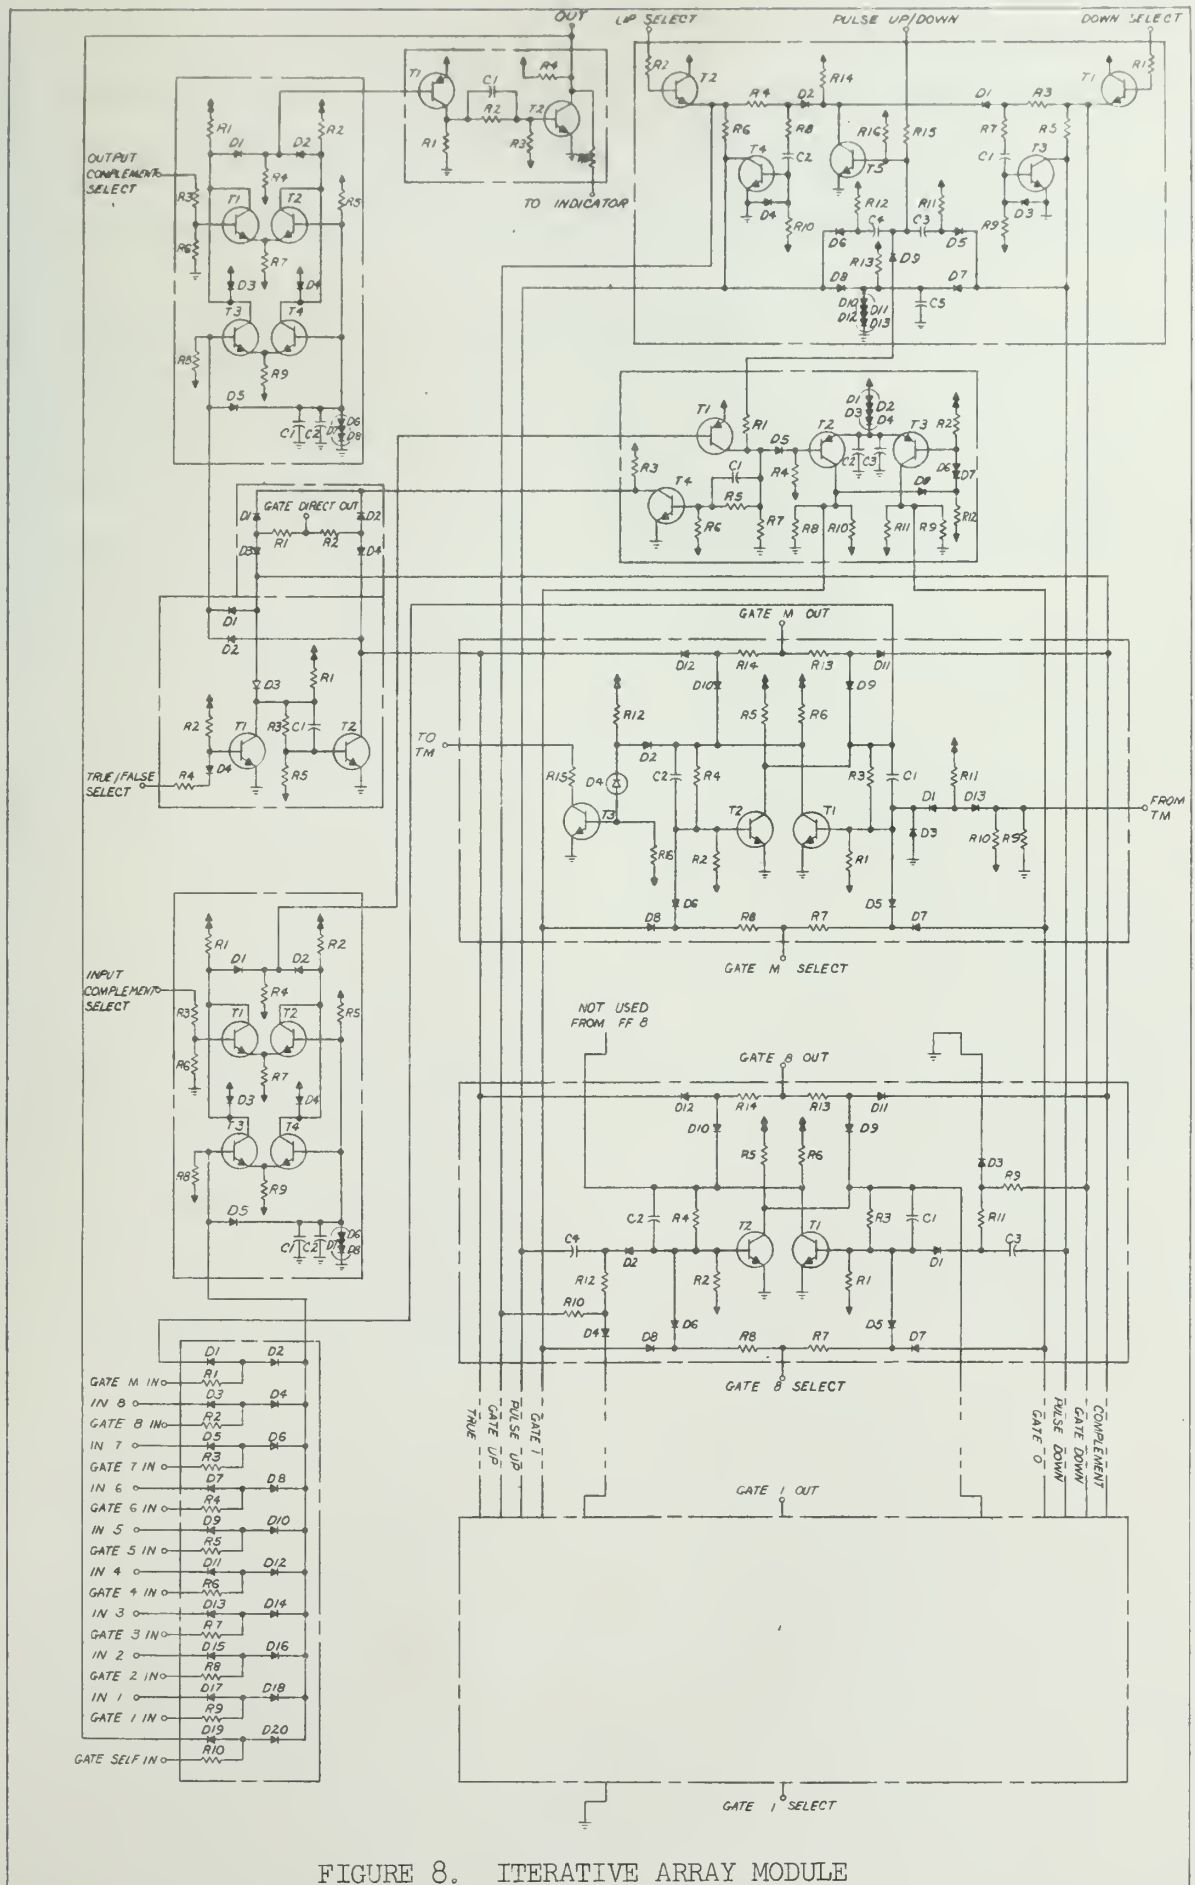 OUT
UP SELECT
PULSE UP/DOWN
DOWN SELECT
T1
R4
C1
R2
T2
R1
R3
TO INDICATOR
R2
T2
R14
R1
T1
R4
D2
D1
R3
R6
R8
R16
R15
R7
R5
T4
C2
T5
C1
T3
D4
R12
R11
D3
R10
C4
C3
R9
D6
D5
R13
D9
D8
D7
D10
D11
D12
D13
C5
OUTPUT
COMPLEMENT
SELECT
R1
R2
D1
D2
R4
R3
T1
T2
R5
R6
R7
D3
D4
T3
T4
R8
R9
D5
C1
C2
D7
D6
D8
T1
R1
D1
D2
D3
D4
T2
T3
R2
D5
C2
C3
D6
D7
R3
C1
R4
T4
R5
D8
R6
R7
R8
R10
R11
R9
R12
GATE DIRECT OUT
D1
D2
R1
R2
D3
D4
D1
D2
D3
R1
R2
T1
R3
C1
T2
D4
R5
TRUE/FALSE
SELECT
R4
GATE M OUT
D12
R14
R13
D11
D10
D9
R12
R5
R6
TO
TM
D2
R15
D4
C2
R4
R3
C1
R11
D1
D13
FROM
TM
T3
T2
T1
D3
R10
R9
R16
R2
R1
D6
D5
D8
R8
R7
D7
GATE M SELECT
INPUT
COMPLEMENT
SELECT
R1
R2
D1
D2
R4
R3
T1
T2
R5
R6
R7
D3
D4
T3
T4
R8
R9
D5
C1
C2
D7
D6
D8
NOT USED
FROM FF 8
GATE 8 OUT
D12
R14
R13
D11
D10
D9
R5
R6
D3
R9
C2
R4
R3
C1
R11
C4
T2
T1
C3
D2
D1
R12
R2
R1
R10
D4
D6
D5
D8
R8
R7
D7
GATE 8 SELECT
TRUE
GATE UP
PULSE UP
GATE 1
GATE 0
PULSE DOWN
GATE DOWN
COMPLEMENT
D1
D2
GATE M IN
R1
IN 8
D3
D4
GATE 8 IN
R2
IN 7
D5
D6
GATE 7 IN
R3
IN 6
D7
D8
GATE 6 IN
R4
IN 5
D9
D10
GATE 5 IN
R5
IN 4
D11
D12
GATE 4 IN
R6
IN 3
D13
D14
GATE 3 IN
R7
IN 2
D15
D16
GATE 2 IN
R8
IN 1
D17
D18
GATE 1 IN
R9
D19
D20
GATE SELF IN
R10
GATE 1 OUT
GATE 1 SELECT
FIGURE 8. ITERATIVE ARRAY MODULE